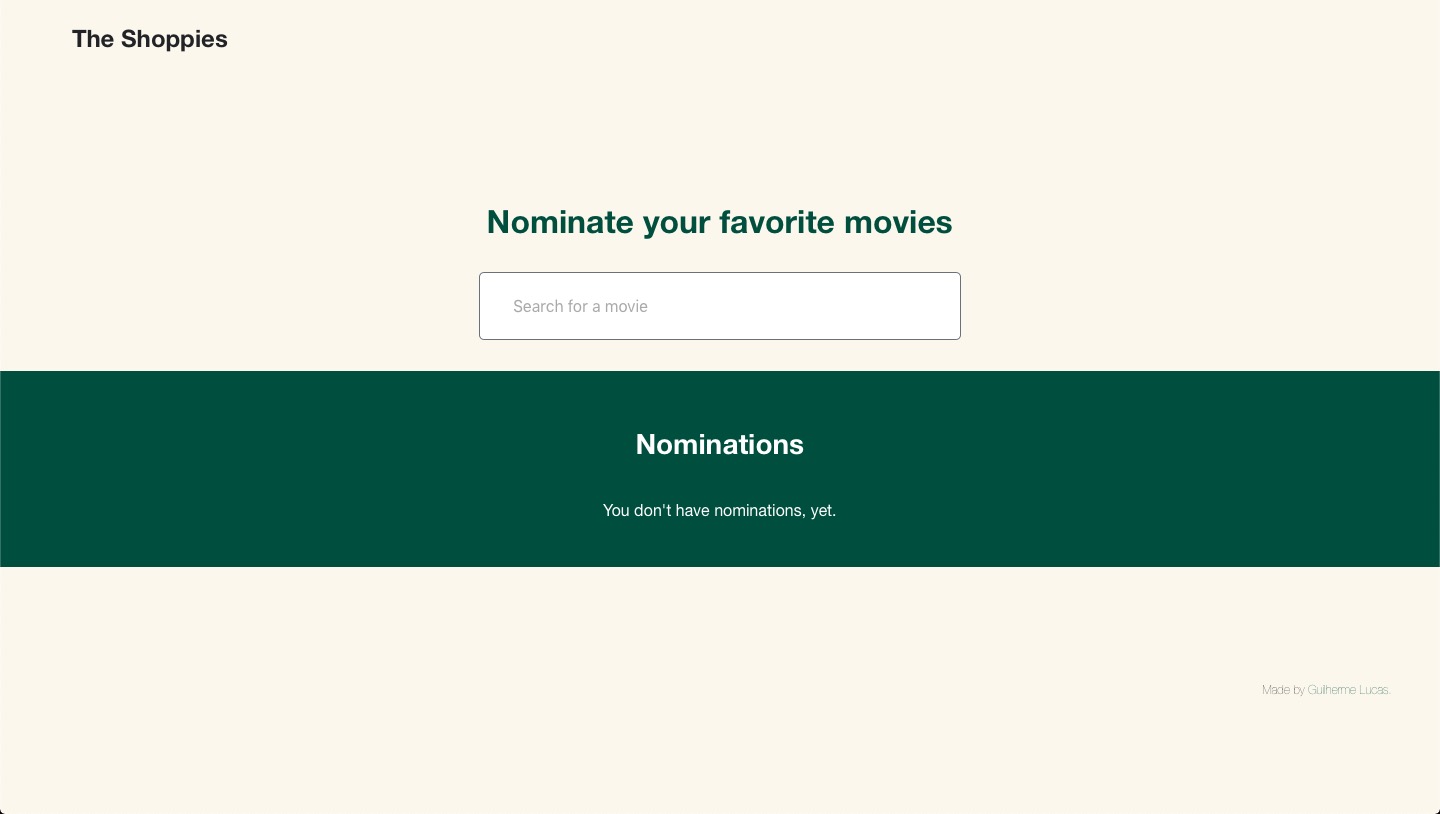 The Shoppies
Nominate your favorite movies
Search for a movie
Nominations
You don't have nominations, yet.
Made by Guilherme Lucas.